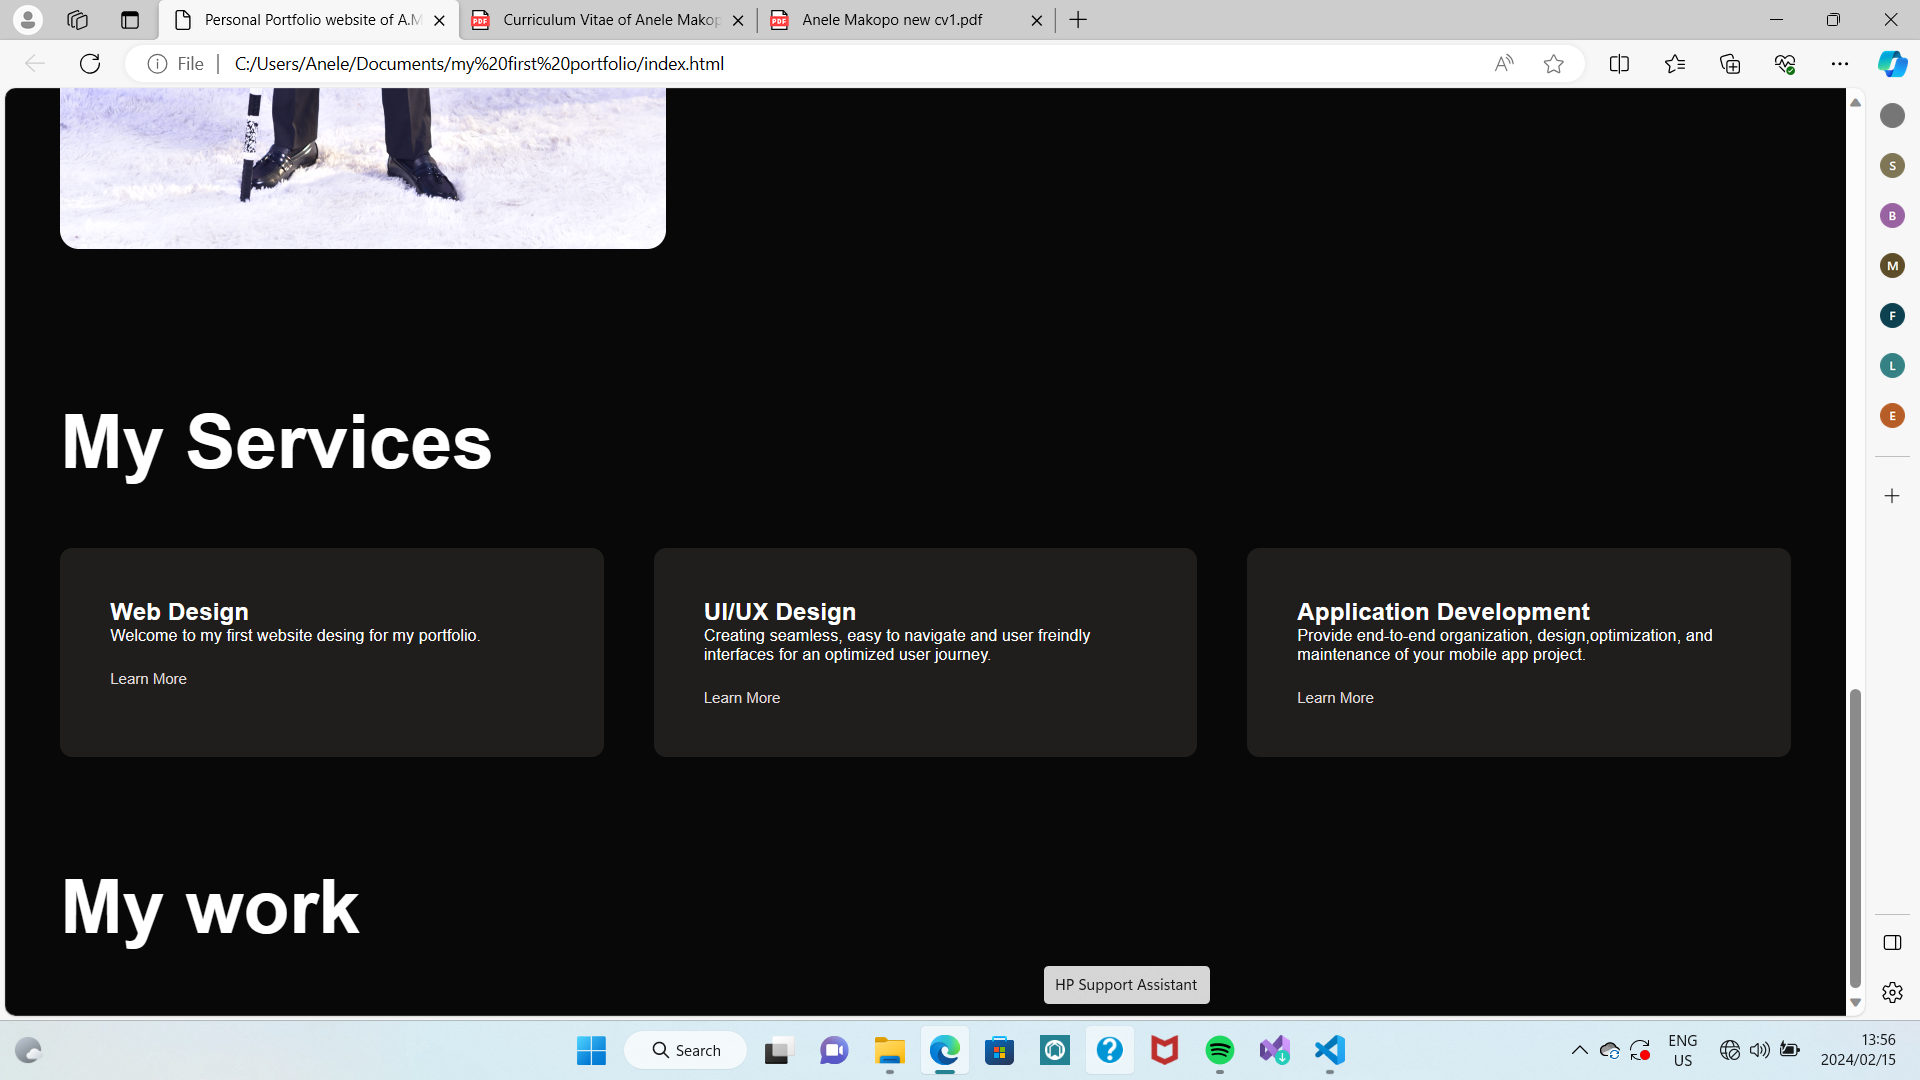 Personal Portfolio website of A.M
Curriculum Vitae of Anele Makop
Anele Makopo new cv1.pdf
File
C:/Users/Anele/Documents/my%20first%20portfolio/index.html
S
B
M
F
L
E
My Services
Web Design
Welcome to my first website desing for my portfolio.
Learn More
UI/UX Design
Creating seamless, easy to navigate and user freindly
interfaces for an optimized user journey.
Learn More
Application Development
Provide end-to-end organization, design,optimization, and
maintenance of your mobile app project.
Learn More
My work
HP Support Assistant
Search
ENG
US
13:56
2024/02/15